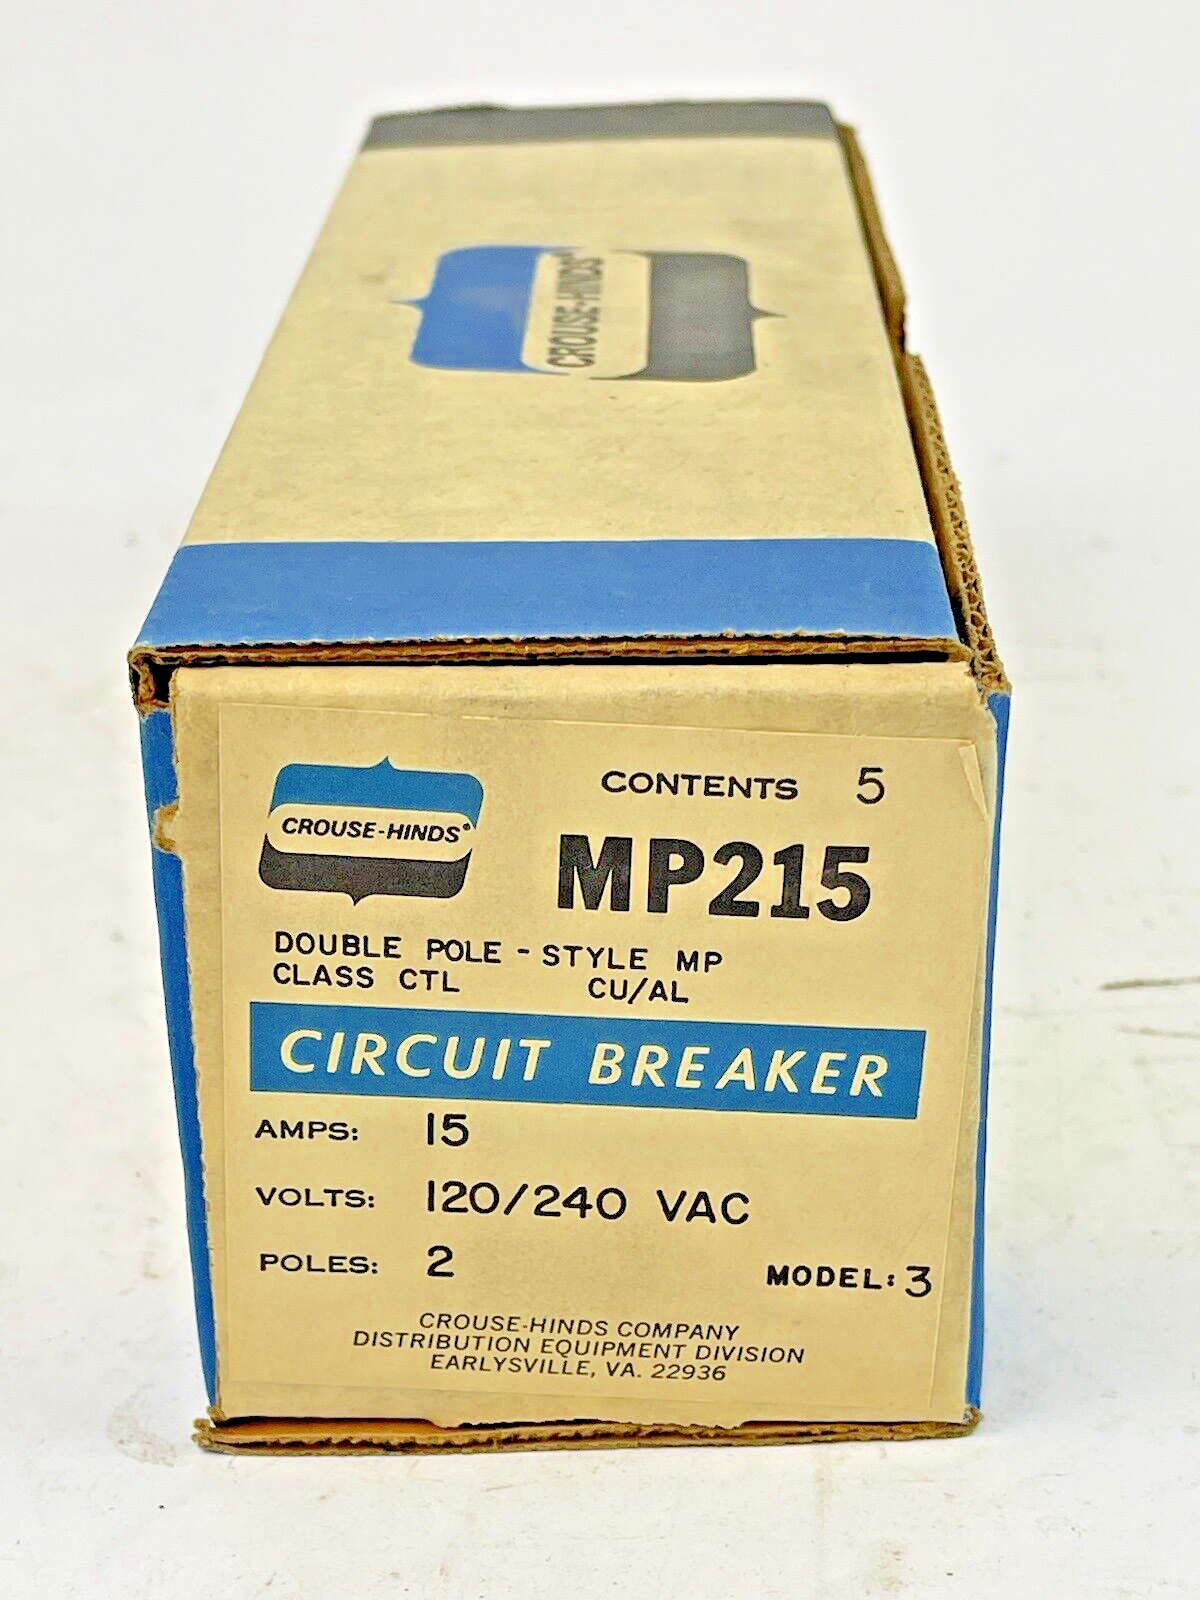 CROUSE-HINDS®
CROUSE-HINDS®
CONTENTS 5
MP215
DOUBLE POLE - STYLE MP
CLASS CTL CU/AL
CIRCUIT BREAKER
AMPS: 15
VOLTS: 120/240 VAC
POLES: 2
MODEL: 3
CROUSE-HINDS COMPANY
DISTRIBUTION EQUIPMENT DIVISION
EARLYSVILLE, VA. 22936